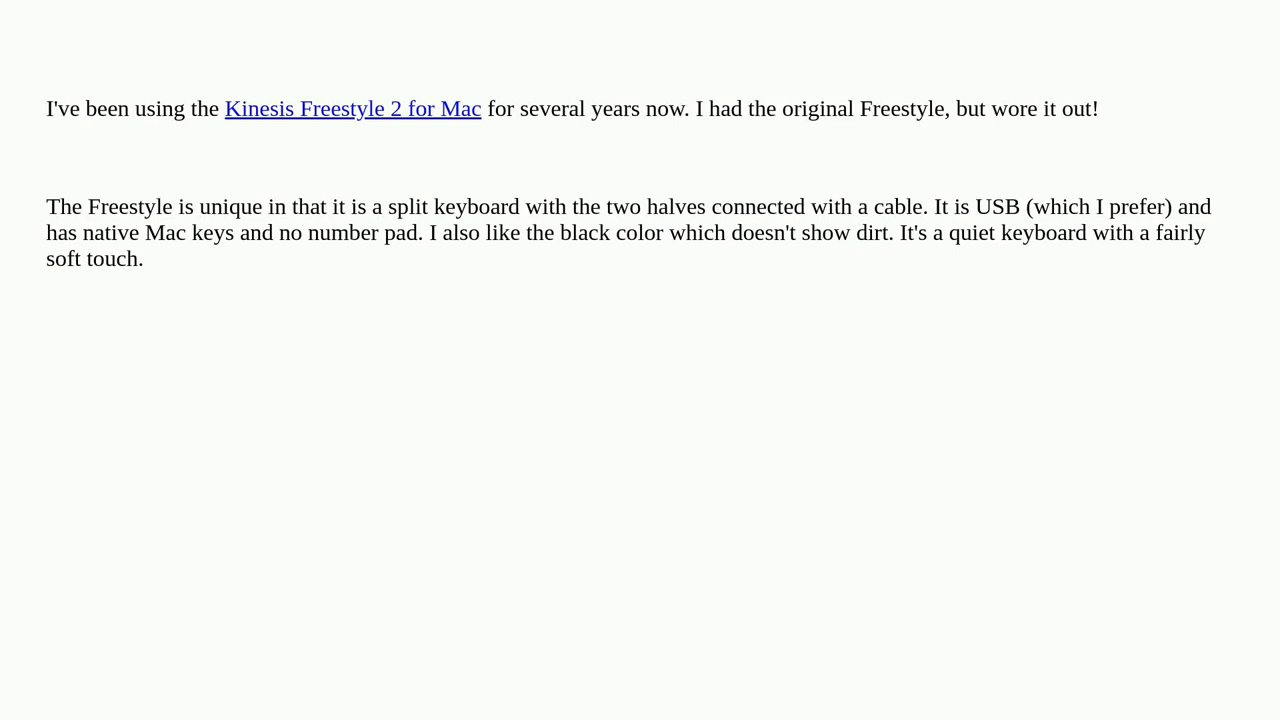 I've been using the Kinesis Freestyle 2 for Mac for several years now. I had the original Freestyle, but wore it out!
The Freestyle is unique in that it is a split keyboard with the two halves connected with a cable. It is USB (which I prefer) and
has native Mac keys and no number pad. I also like the black color which doesn't show dirt. It's a quiet keyboard with a fairly
soft touch.